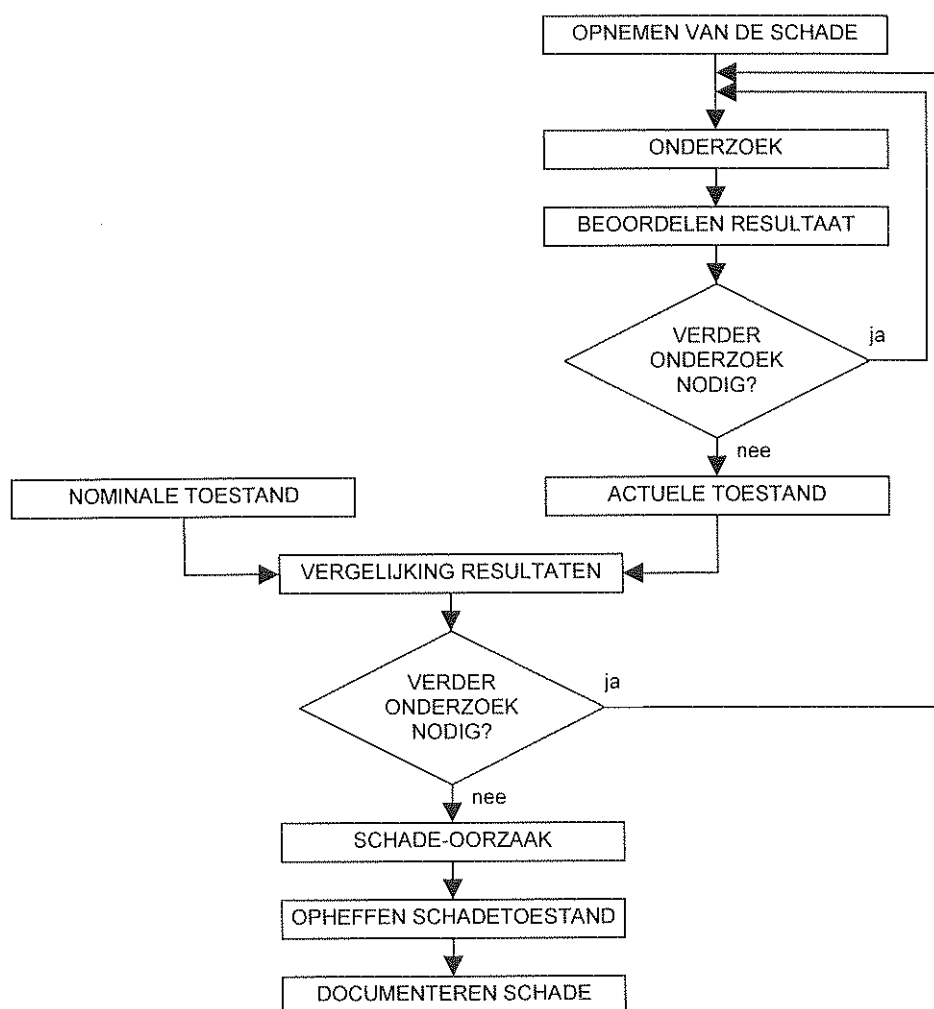 OPNEMEN VAN DE SCHADE
ONDERZOEK
BEOORDELEN RESULTAAT
VERDER
ONDERZOEK
NODIG?
ja
nee
NOMINALE TOESTAND
ACTUELE TOESTAND
VERGELIJKING RESULTATEN
VERDER
ONDERZOEK
NODIG?
ja
nee
SCHADE-OORZAAK
OPHEFFEN SCHADETOESTAND
DOCUMENTEREN SCHADE